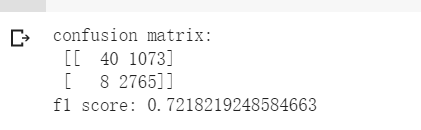 confusion matrix:
[[  40 1073]
[   8 2765]]
f1 score: 0.7218219248584663